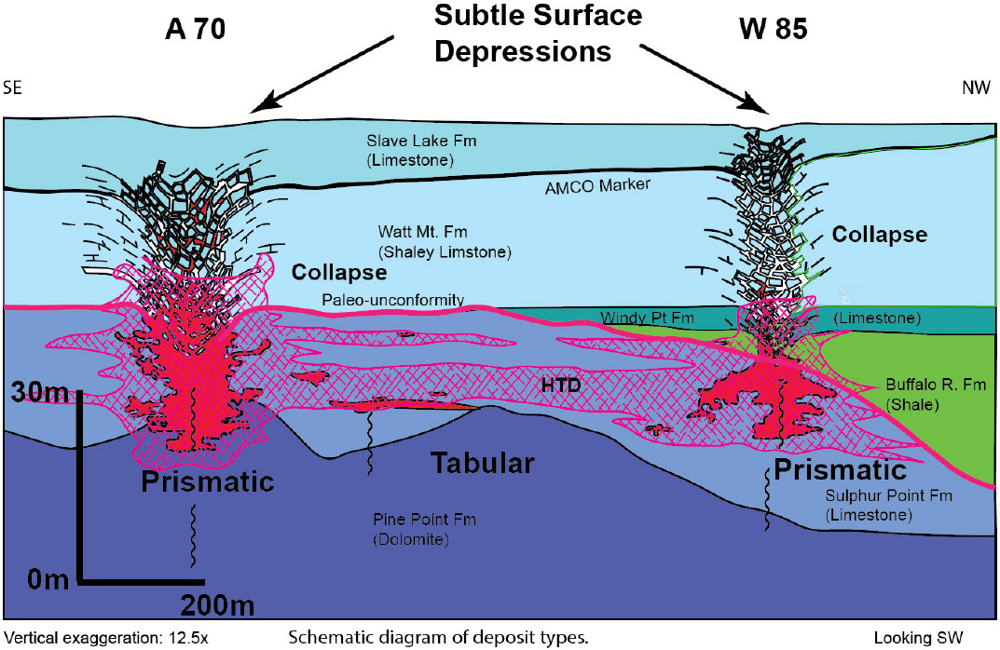 A 70
Subtle Surface
Depressions
W 85
SE
NW
Slave Lake Fm
(Limestone)
AMCO Marker
Watt Mt. Fm
(Shaley Limstone)
Collapse
Collapse
Paleo-unconformity
Windy Pt Fm
(Limestone)
HTD
Buffalo R. Fm
(Shale)
30m
Tabular
Prismatic
Prismatic
Sulphur Point Fm
(Limestone)
Pine Point Fm
(Dolomite)
0m
200m
Vertical exaggeration: 12.5x
Schematic diagram of deposit types.
Looking SW